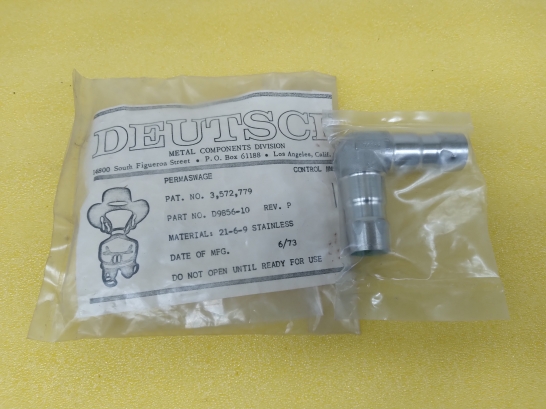 DEUTSCH
METAL COMPONENTS DIVISION
14800 South Figueroa Street • P.O. Box 61188 • Los Angeles, Calif.
PERMASWAGE
CONTROL
PAT. NO. 3,572,779
PART NO. D9856-10 REV. P
MATERIAL: 21-6-9 STAINLESS
DATE OF MFG. 6/73
DO NOT OPEN UNTIL READY FOR USE